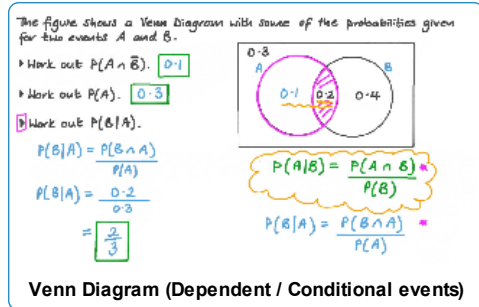 The figure shows a Venn Diagram with some of the probabilities given
for two events A and B.
▸ Work out P(A ∩ B̅). 0·1
▸ Work out P(A). 0·3
▸ Work out P(B|A).
P(B|A) = P(B∩A)
P(A)
P(B|A) = 0·2
0·3
= 2
3
0·3
A
B
0·1
0·2
0·4
P(A|B) = P(A ∩ B) *
P(B)
P(B|A) = P(B∩A) *
P(A)
Venn Diagram (Dependent / Conditional events)